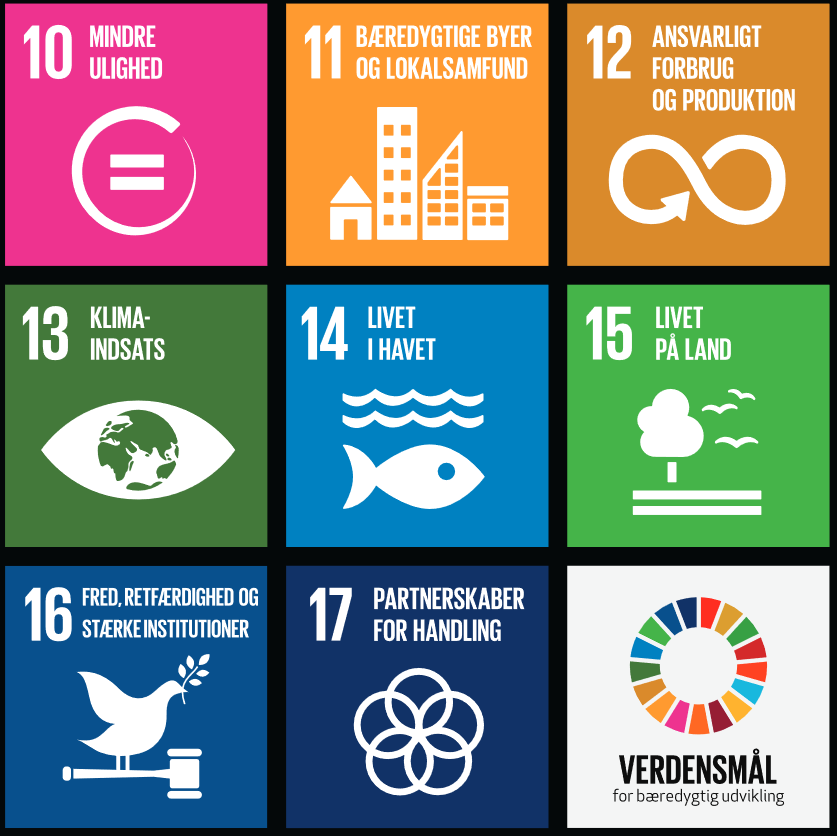 10 MINDRE
ULIGHED
11 BÆREDYGTIGE BYER
OG LOKALSAMFUND
12 ANSVARLIGT
FORBRUG
OG PRODUKTION
13 KLIMA-
INDSATS
14 LIVET
I HAVET
15 LIVET
PÅ LAND
16 FRED, RETFÆRDIGHED OG
STÆRKE INSTITUTIONER
17 PARTNERSKABER
FOR HANDLING
VERDENSMÅL
for bæredygtig udvikling